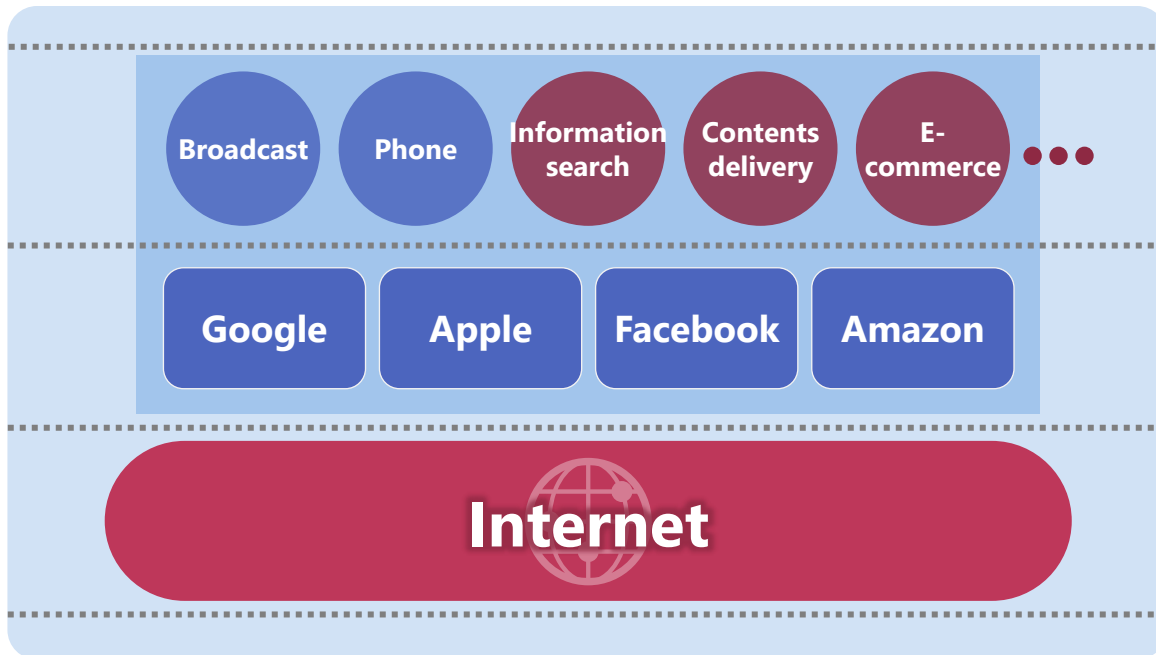 Broadcast
Phone
Information
search
Contents
delivery
E-
commerce
Google
Apple
Facebook
Amazon
Internet